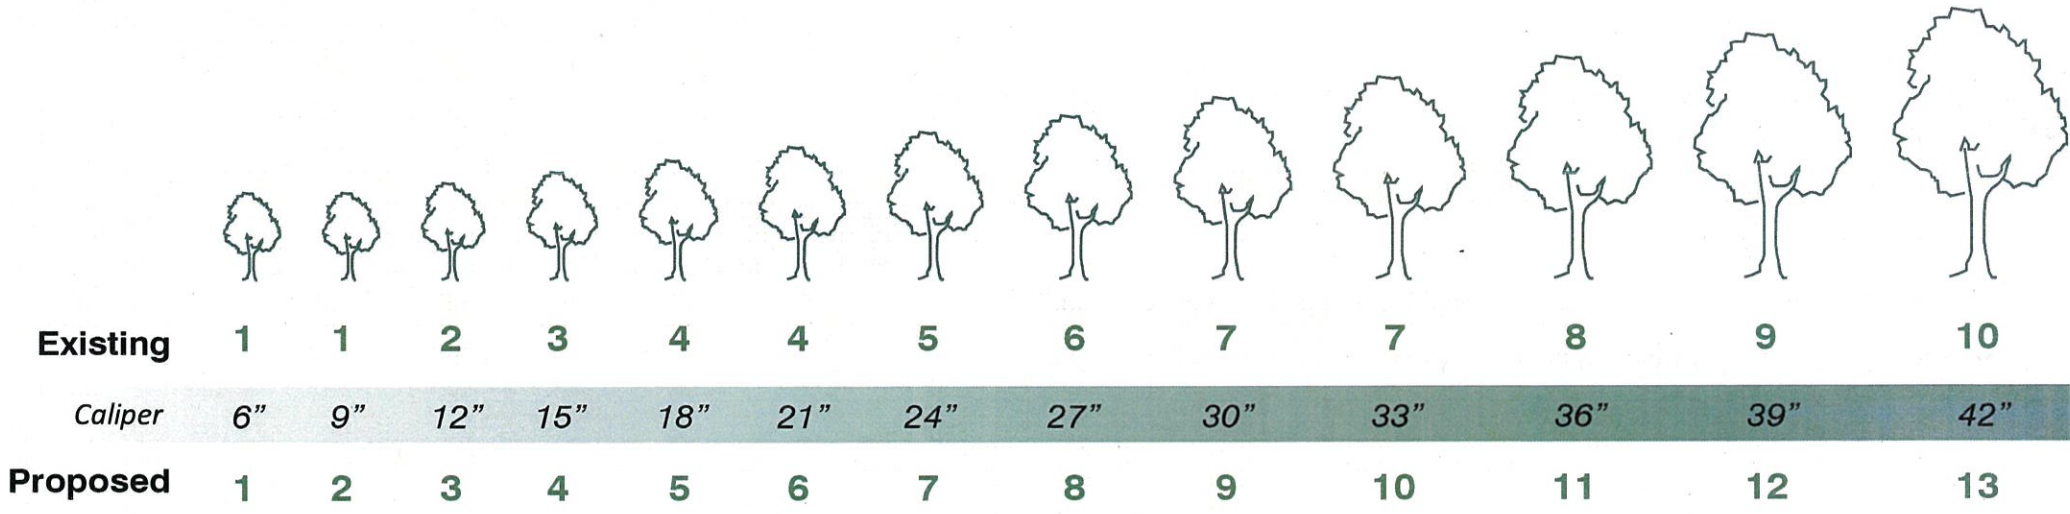 Existing 1 1 2 3 4 4 5 6 7 7 8 9 10
Caliper 6” 9” 12” 15” 18” 21” 24” 27” 30” 33” 36” 39” 42”
Proposed 1 2 3 4 5 6 7 8 9 10 11 12 13